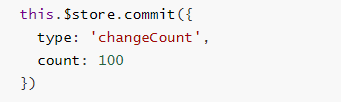 this.$store.commit({
  type: 'changeCount',
  count: 100
})